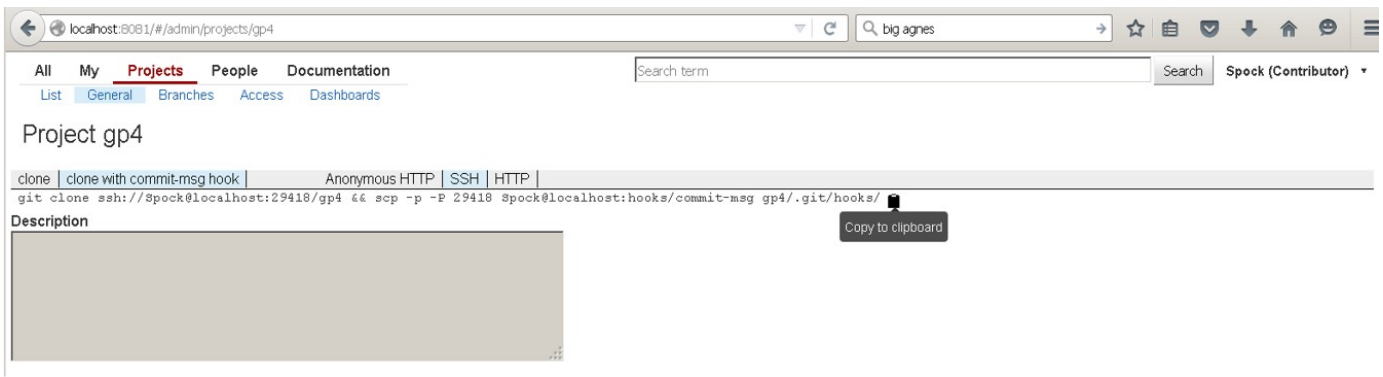 localhost:8081/#/admin/projects/gp4 big agnes
All My Projects People Documentation Search term Search Spock (Contributor)
List General Branches Access Dashboards
Project gp4
clone clone with commit-msg hook Anonymous HTTP SSH HTTP
git clone ssh://Spock@localhost:29418/gp4 && scp -p -P 29418 Spock@localhost:hooks/commit-msg gp4/.git/hooks/
Copy to clipboard
Description